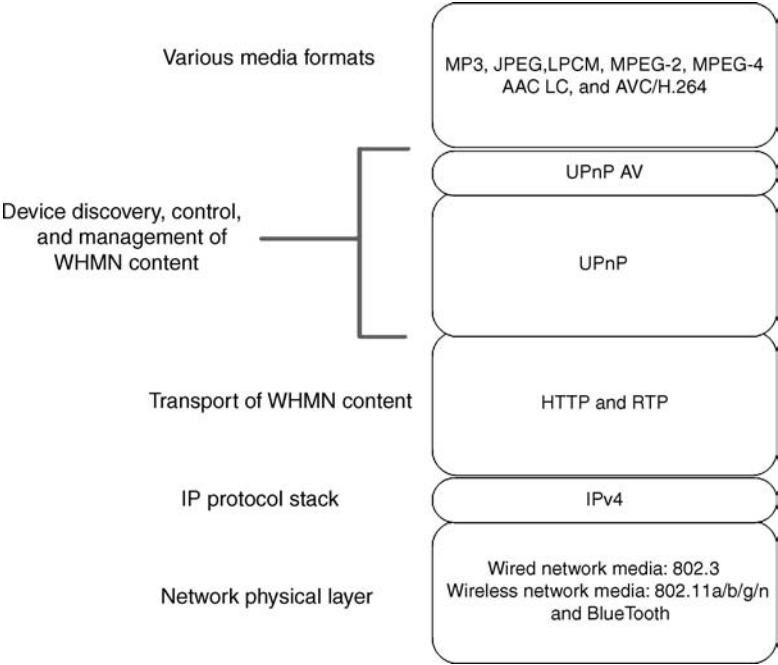 Various media formats
MP3, JPEG,LPCM, MPEG-2, MPEG-4
AAC LC, and AVC/H.264
UPnP AV
Device discovery, control,
and management of
WHMN content
UPnP
Transport of WHMN content
HTTP and RTP
IP protocol stack
IPv4
Network physical layer
Wired network media: 802.3
Wireless network media: 802.11a/b/g/n
and BlueTooth